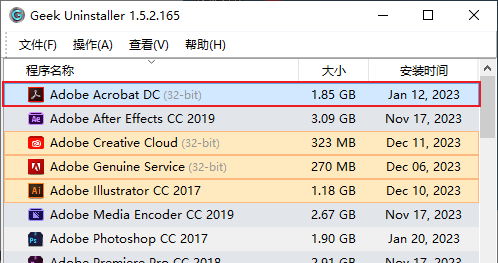 Geek Uninstaller 1.5.2.165
文件(F) 操作(A) 查看(V) 帮助(H)
程序名称 大小 安装时间
Adobe Acrobat DC (32-bit) 1.85 GB Jan 12, 2023
Ae Adobe After Effects CC 2019 3.09 GB Nov 17, 2023
Adobe Creative Cloud (32-bit) 323 MB Dec 11, 2023
Adobe Genuine Service (32-bit) 270 MB Dec 06, 2023
Ai Adobe Illustrator CC 2017 1.18 GB Dec 10, 2023
Adobe Media Encoder CC 2019 2.67 GB Nov 17, 2023
Ps Adobe Photoshop CC 2017 1.90 GB Jan 20, 2023
Adobe Premiere Pro CC 2018 2.91 GB Nov 17, 2023